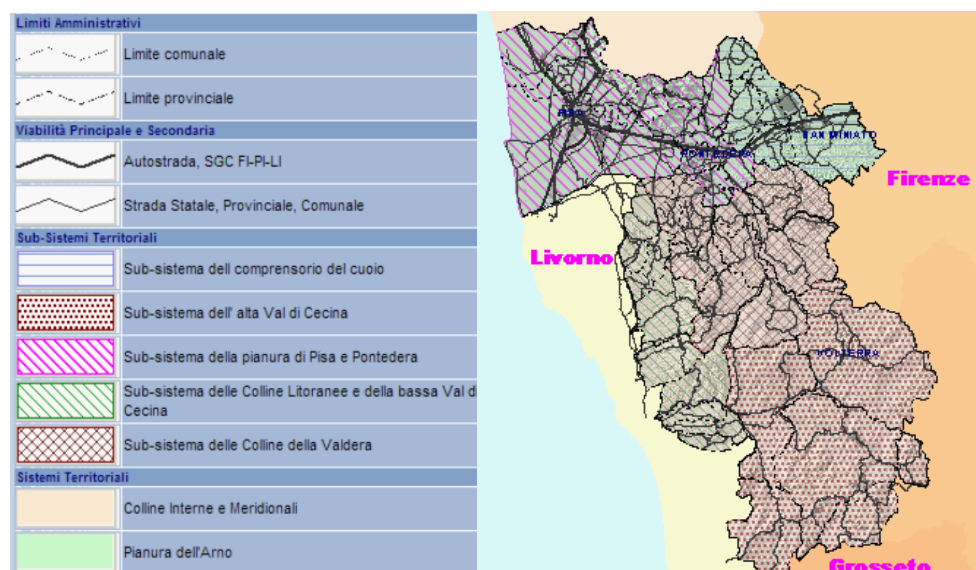 Limiti Amministrativi
Limite comunale
Limite provinciale
Viabilità Principale e Secondaria
Autostrada, SGC FI-PI-LI
Strada Statale, Provinciale, Comunale
Sub-Sistemi Territoriali
Sub-sistema dell comprensorio del cuoio
Sub-sistema dell' alta Val di Cecina
Sub-sistema della pianura di Pisa e Pontedera
Sub-sistema delle Colline Litoranee e della bassa Val di
Cecina
Sub-sistema delle Colline della Valdera
Sistemi Territoriali
Colline Interne e Meridionali
Pianura dell'Arno
PISA
SAN MINIATO
PONTEDERA
Firenze
Livorno
VOLTERRA
Grosseto